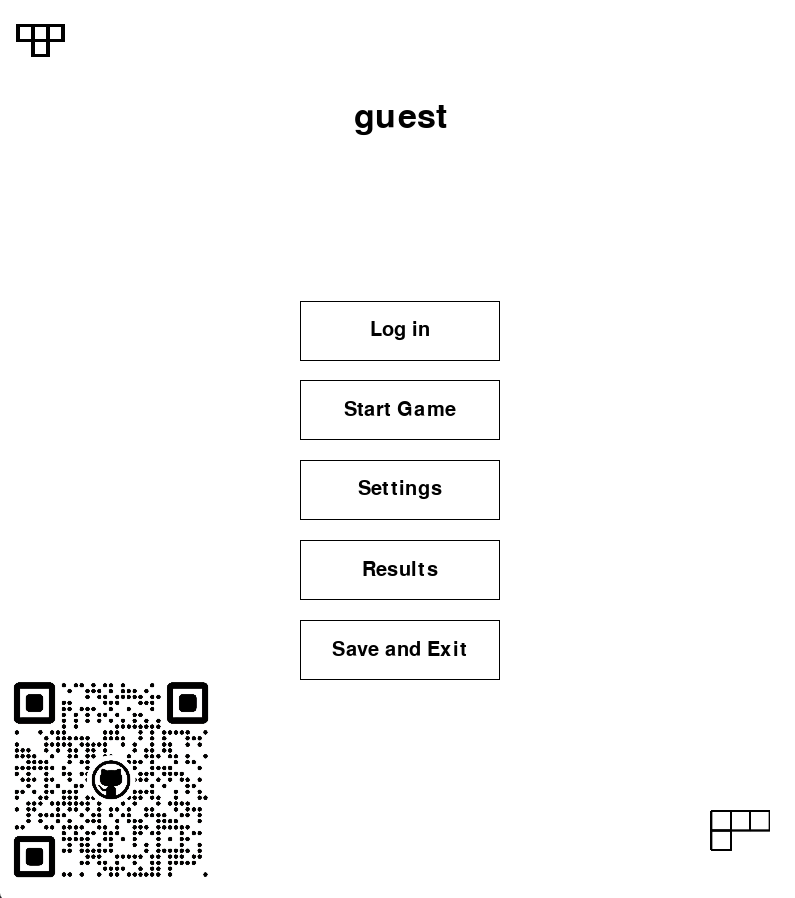 guest
Log in
Start Game
Settings
Results
Save and Exit